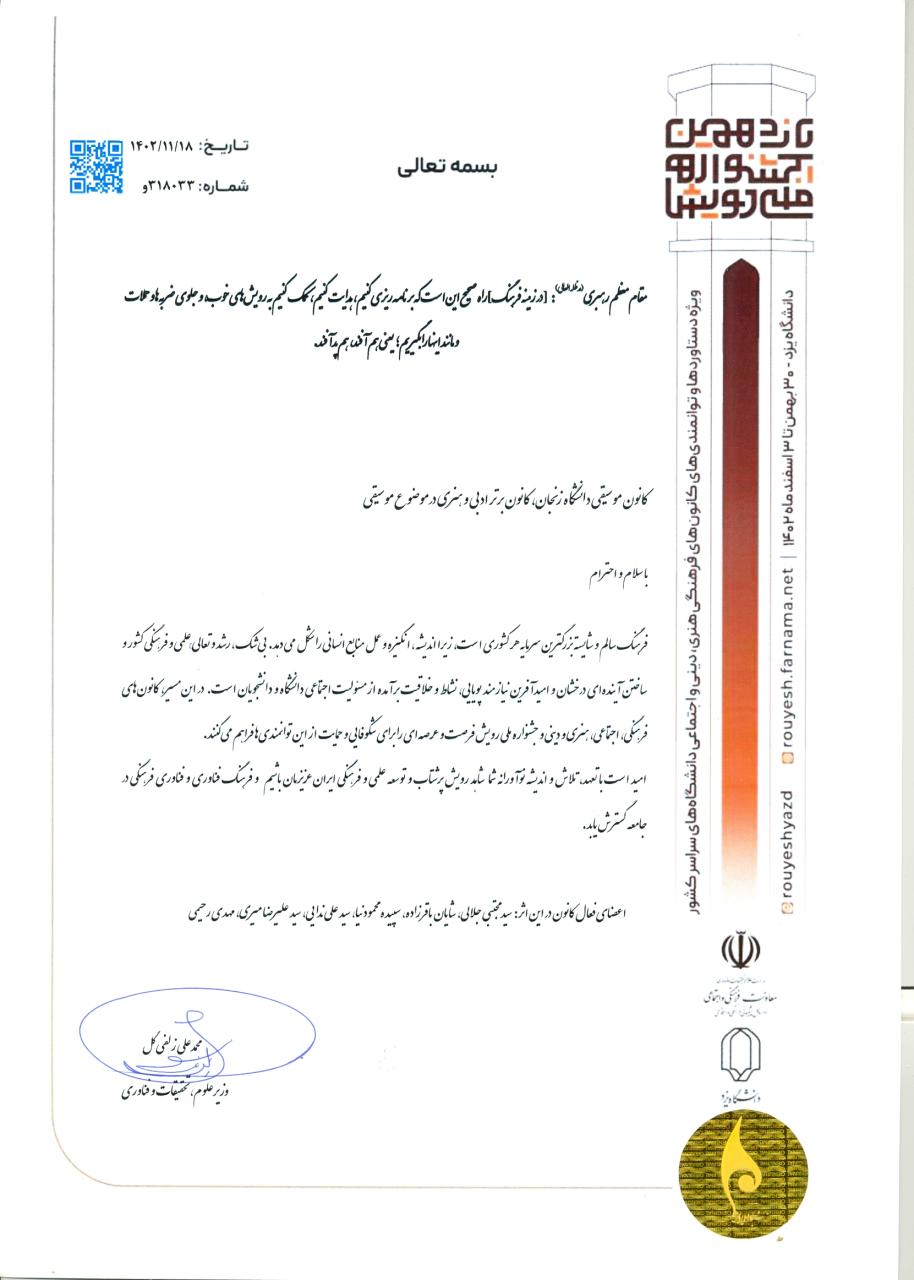 یازدهمین
جشنواره
ملی رویش
بسمه تعالی
تاریخ: ۱۴۰۲/۱۱/۱۸
شماره: ۳۱۸۰۳۳و
مقام معظم رهبری (مدظله‌العالی): [در زمینه فرهنگ] راه صحیح این است که برنامه‌ریزی کنیم، هدایت کنیم، کمک کنیم به رویش‌های خوب، و جلوی ضربه‌ها و حملات
و مانند اینها را بگیریم؛ یعنی هم آفند، هم پدآفند.
کانون موسیقی دانشگاه زنجان، کانون برتر ادبی و هنری در موضوع موسیقی
باسلام و احترام
فرهنگ سالم و شایسته بزرگترین سرمایه هر کشوری است، زیرا اندیشه، انگیزه و عمل منابع انسانی را شکل می‌دهد. بی‌شک، رشد و تعالی علمی و فرهنگی کشور و
ساختن آینده‌ای درخشان و امیدآفرین نیازمند پویایی، نشاط و خلاقیت برآمده از مسئولیت اجتماعی دانشگاه و دانشجویان است. در این مسیر، کانون‌های
فرهنگی، اجتماعی، هنری و دینی و جشنواره ملی رویش فرصت و عرصه‌ای را برای شکوفایی و حمایت از این توانمندی‌ها فراهم می‌کنند.
امید است با تعهد، تلاش و اندیشه نوآورانه شما شاهد رویش پرشتاب و توسعه علمی و فرهنگی ایران عزیزمان باشیم و فرهنگ فناوری و فناوری فرهنگی در
جامعه گسترش یابد.
اعضای فعال کانون در این اثر: سید مجتبی جلالی، شایان باقرزاده، سپیده محمودنیا، سید علی ندایی، سید علیرضا میری، مهدی رحیمی
محمدعلی زلفی گل
وزیر علوم، تحقیقات و فناوری
ویژه دستاوردها و توانمندی‌های کانون‌های فرهنگی هنری، دینی و اجتماعی دانشگاه‌های سراسر کشور
دانشگاه یزد - ۳۰ بهمن تا ۳ اسفند ماه ۱۴۰۲ | rouyesh.farnama.net rouyeshyazd
معاونت فرهنگی و اجتماعی
دانشگاه یزد